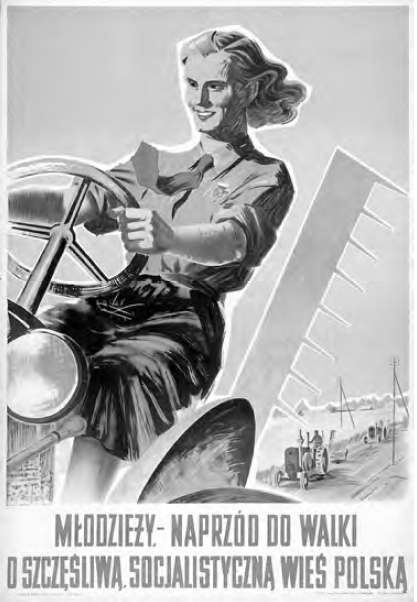 MŁODZIEŻY,- NAPRZÓD DO WALKI
O SZCZĘŚLIWĄ, SOCJALISTYCZNĄ WIEŚ POLSKĄ